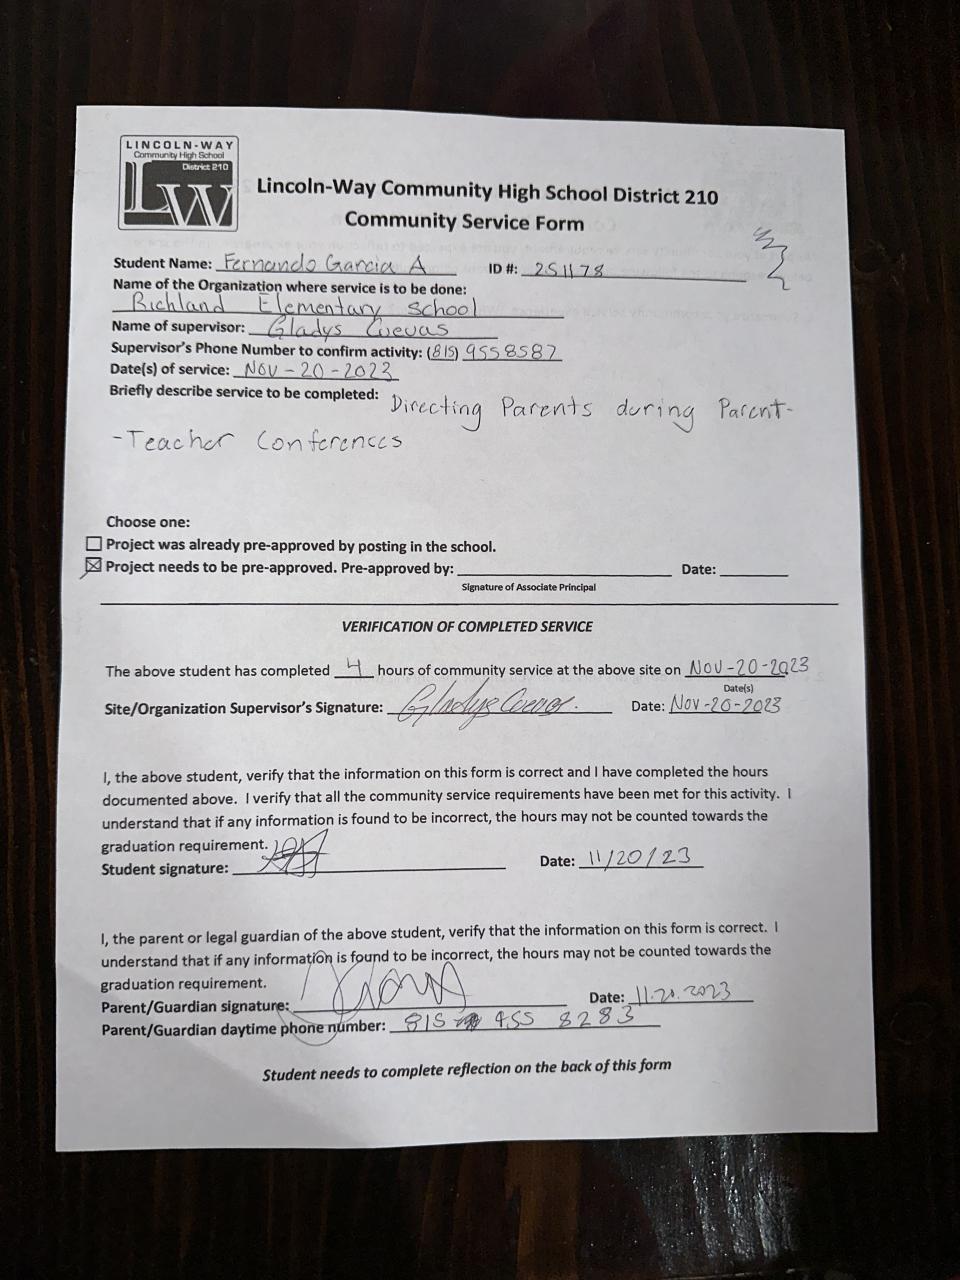 LINCOLN-WAY
Community High School
District 210
LW
Lincoln-Way Community High School District 210
Community Service Form
Student Name: Fernando Garcia A ID #: 251178
Name of the Organization where service is to be done:
Richland Elementary school
Name of supervisor: Gladys Cuevas
Supervisor's Phone Number to confirm activity: (815) 9558587
Date(s) of service: Nov-20-2023
Briefly describe service to be completed: Directing Parents during Parent-
-Teacher Conferences
Choose one:
Project was already pre-approved by posting in the school.
Project needs to be pre-approved. Pre-approved by: Date:
Signature of Associate Principal
VERIFICATION OF COMPLETED SERVICE
The above student has completed 4 hours of community service at the above site on Nov-20-2023
Date(s)
Site/Organization Supervisor's Signature: Gladys Cuevas. Date: Nov-20-2023
I, the above student, verify that the information on this form is correct and I have completed the hours
documented above. I verify that all the community service requirements have been met for this activity. I
understand that if any information is found to be incorrect, the hours may not be counted towards the
graduation requirement.
Student signature: Date: 11/20/23
I, the parent or legal guardian of the above student, verify that the information on this form is correct. I
understand that if any information is found to be incorrect, the hours may not be counted towards the
graduation requirement.
Parent/Guardian signature: Date: 11.20.2023
Parent/Guardian daytime phone number: 815 455 8283
Student needs to complete reflection on the back of this form